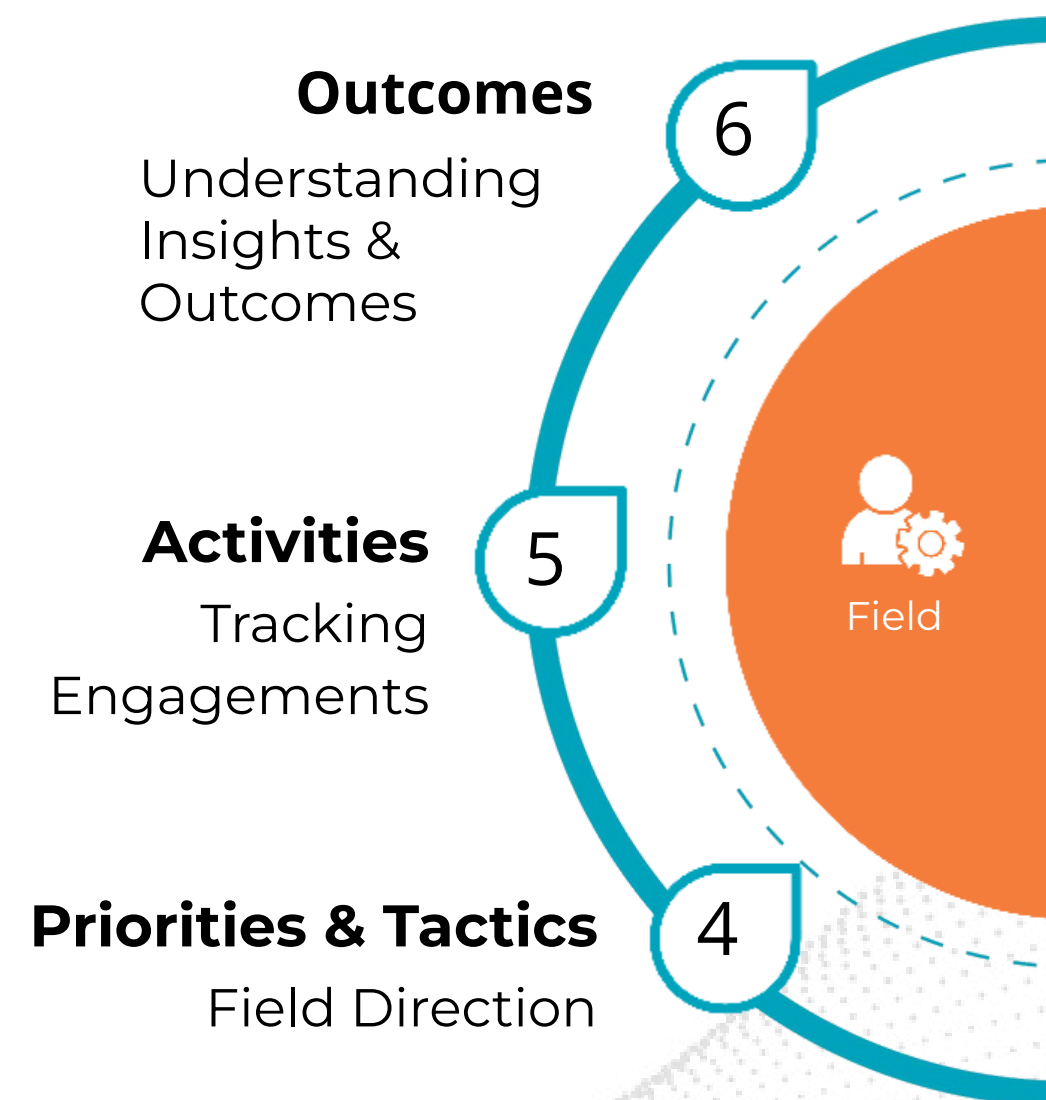 Outcomes
6
Understanding
Insights &
Outcomes
Activities
5
Tracking
Engagements
Field
Priorities & Tactics
4
Field Direction